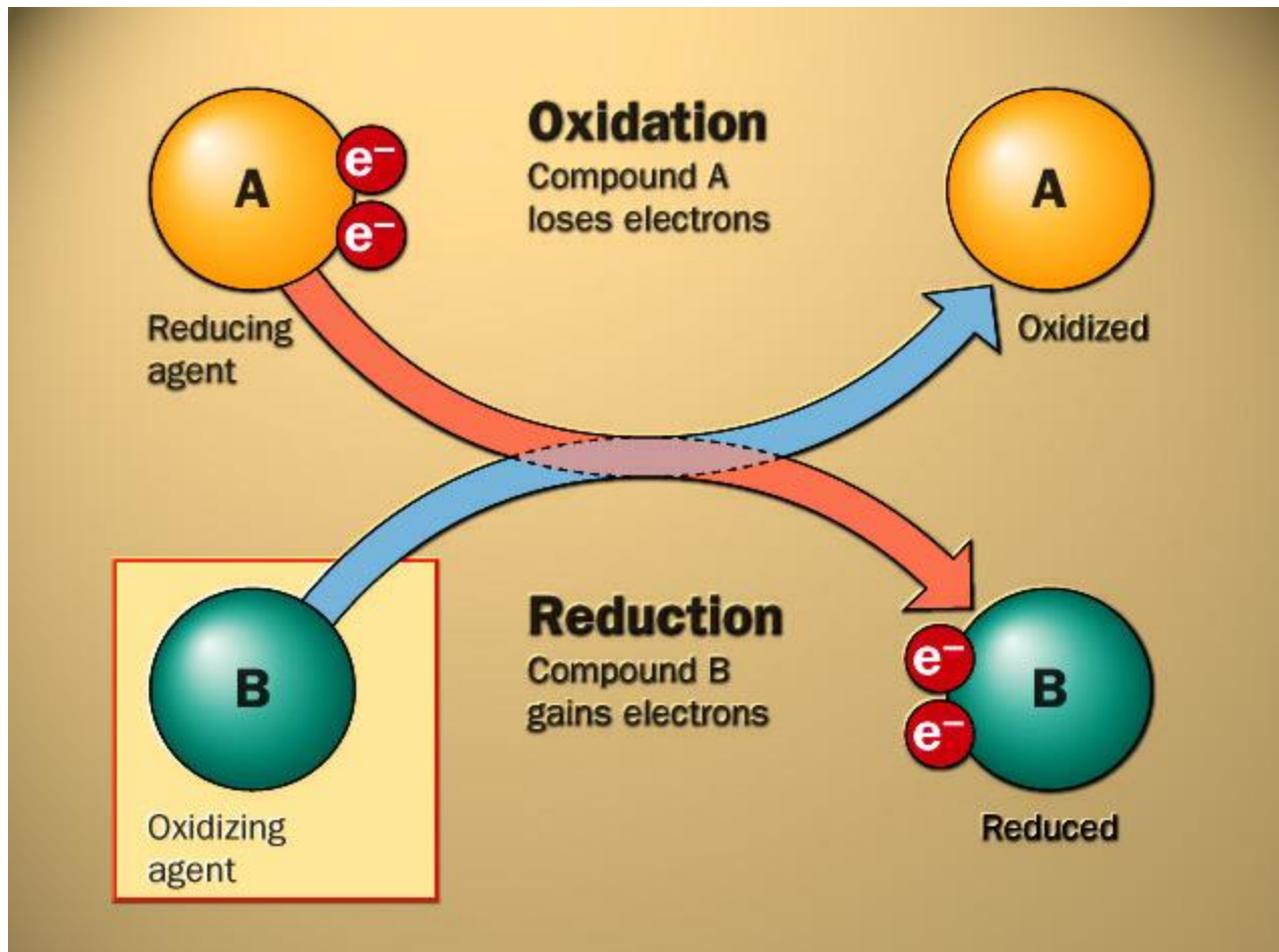 A
e⁻
e⁻
Oxidation
Compound A
loses electrons
A
Reducing
agent
Oxidized
B
Oxidizing
agent
Reduction
Compound B
gains electrons
e⁻
e⁻
B
Reduced